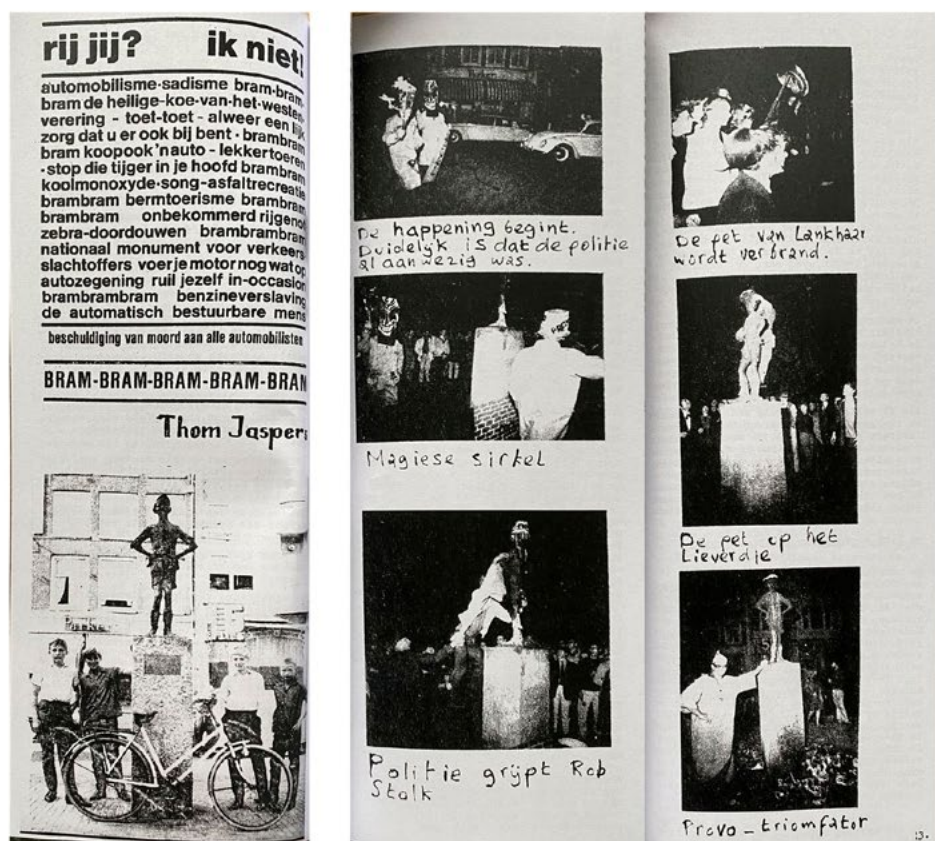 rij jij? ik niet!
automobilisme-sadisme bram-bram-
bram de heilige-koe-van-het-westen-
verering - toet-toet - alweer een lijk
zorg dat u er ook bij bent - brambram
bram koopook'nauto - lekkertoeren
-stop die tijger in je hoofd brambram
koolmonoxyde-song-asfaltrecreatie
brambram bermtoerisme brambram
brambram onbekommerd rijgenot
zebra-doordouwen brambrambram
nationaal monument voor verkeers-
slachtoffers voer je motor nog wat op
autozegening ruil jezelf in-occasion
brambrambram benzineverslaving
de automatisch bestuurbare mens
beschuldiging van moord aan alle automobilisten
BRAM-BRAM-BRAM-BRAM-BRAM
Thom Jaspers
De happening begint.
Duidelijk is dat de politie
al aanwezig was.
Magiese sirkel
Politie grijpt Rob
Stolk
De pet van Lankhaar
wordt verbrand.
De pet op het
Lieverdje
Provo - triomfator
13.